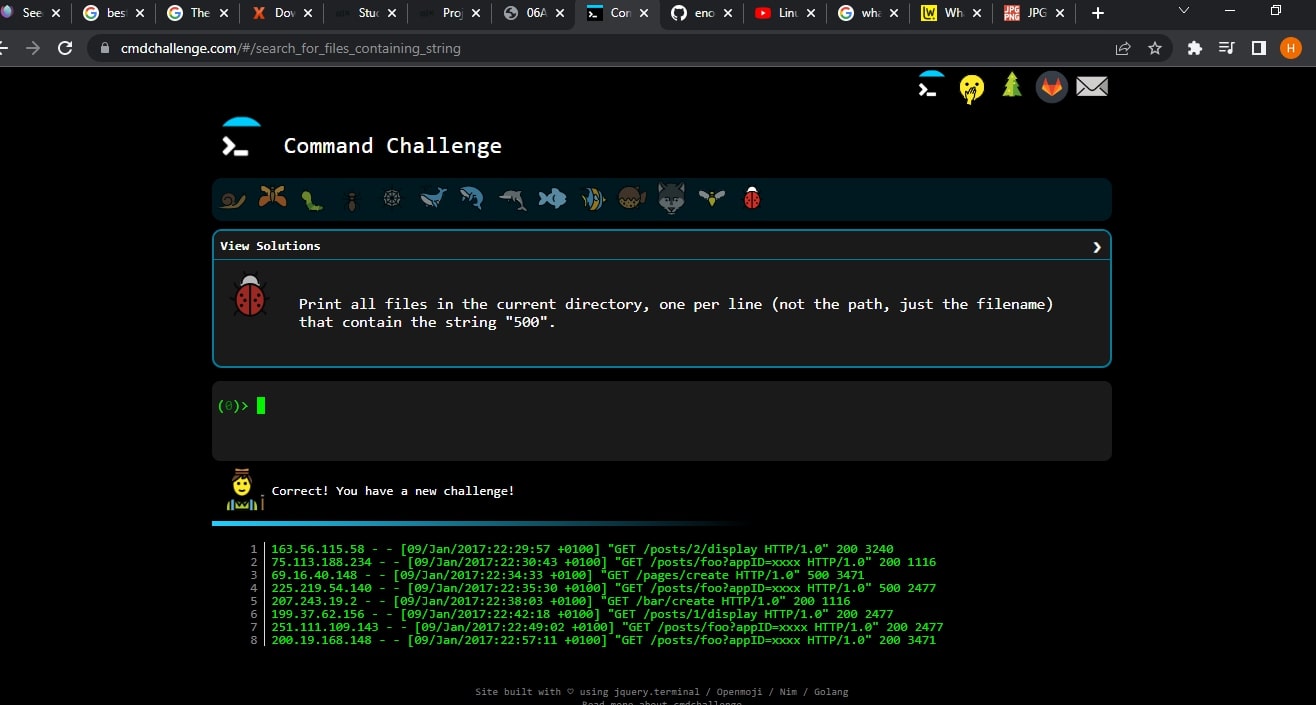 See
best
The
Dov
Stuc
Proj
06A
Con
eno
Linu
wha
Wh
JPG
cmdchallenge.com/#/search_for_files_containing_string
H
Command Challenge
View Solutions
Print all files in the current directory, one per line (not the path, just the filename)
that contain the string "500".
(0)>
Correct! You have a new challenge!
1 163.56.115.58 - - [09/Jan/2017:22:29:57 +0100] "GET /posts/2/display HTTP/1.0" 200 3240
2 75.113.188.234 - - [09/Jan/2017:22:30:43 +0100] "GET /posts/foo?appID=xxxx HTTP/1.0" 200 1116
3 69.16.40.148 - - [09/Jan/2017:22:34:33 +0100] "GET /pages/create HTTP/1.0" 500 3471
4 225.219.54.140 - - [09/Jan/2017:22:35:30 +0100] "GET /posts/foo?appID=xxxx HTTP/1.0" 500 2477
5 207.243.19.2 - - [09/Jan/2017:22:38:03 +0100] "GET /bar/create HTTP/1.0" 200 1116
6 199.37.62.156 - - [09/Jan/2017:22:42:18 +0100] "GET /posts/1/display HTTP/1.0" 200 2477
7 251.111.109.143 - - [09/Jan/2017:22:49:02 +0100] "GET /posts/foo?appID=xxxx HTTP/1.0" 200 2477
8 200.19.168.148 - - [09/Jan/2017:22:57:11 +0100] "GET /posts/foo?appID=xxxx HTTP/1.0" 200 3471
Site built with ♡ using jquery.terminal / Openmoji / Nim / Golang
Read more about cmdchallenge